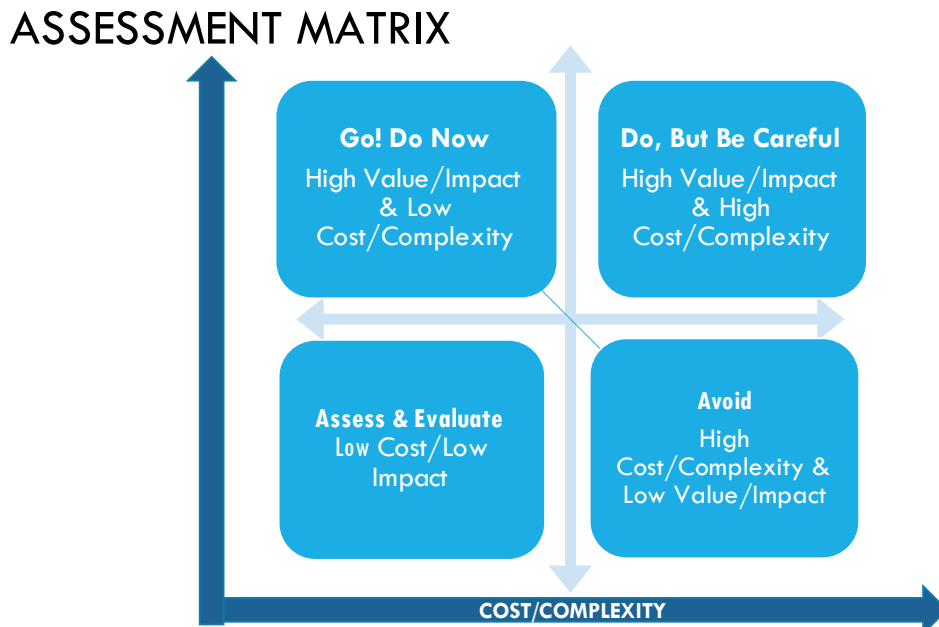 ASSESSMENT MATRIX
Go! Do Now
High Value/Impact
& Low
Cost/Complexity
Do, But Be Careful
High Value/Impact
& High
Cost/Complexity
Assess & Evaluate
Low Cost/Low
Impact
Avoid
High
Cost/Complexity &
Low Value/Impact
COST/COMPLEXITY